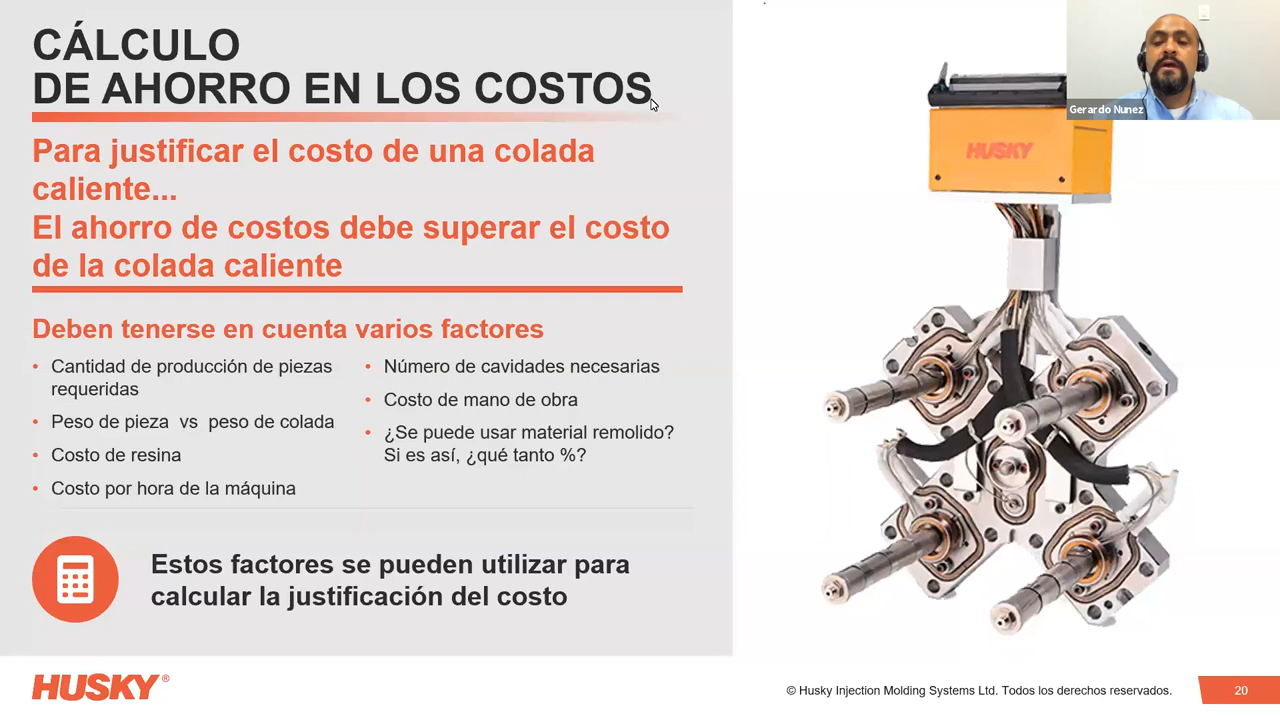 CÁLCULO
DE AHORRO EN LOS COSTOS
Para justificar el costo de una colada
caliente...
El ahorro de costos debe superar el costo
de la colada caliente
Deben tenerse en cuenta varios factores
• Cantidad de producción de piezas
requeridas
• Peso de pieza vs peso de colada
• Costo de resina
• Costo por hora de la máquina
• Número de cavidades necesarias
• Costo de mano de obra
• ¿Se puede usar material remolido?
Si es así, ¿qué tanto %?
Estos factores se pueden utilizar para
calcular la justificación del costo
HUSKY
Gerardo Nunez
HUSKY®
© Husky Injection Molding Systems Ltd. Todos los derechos reservados.
20